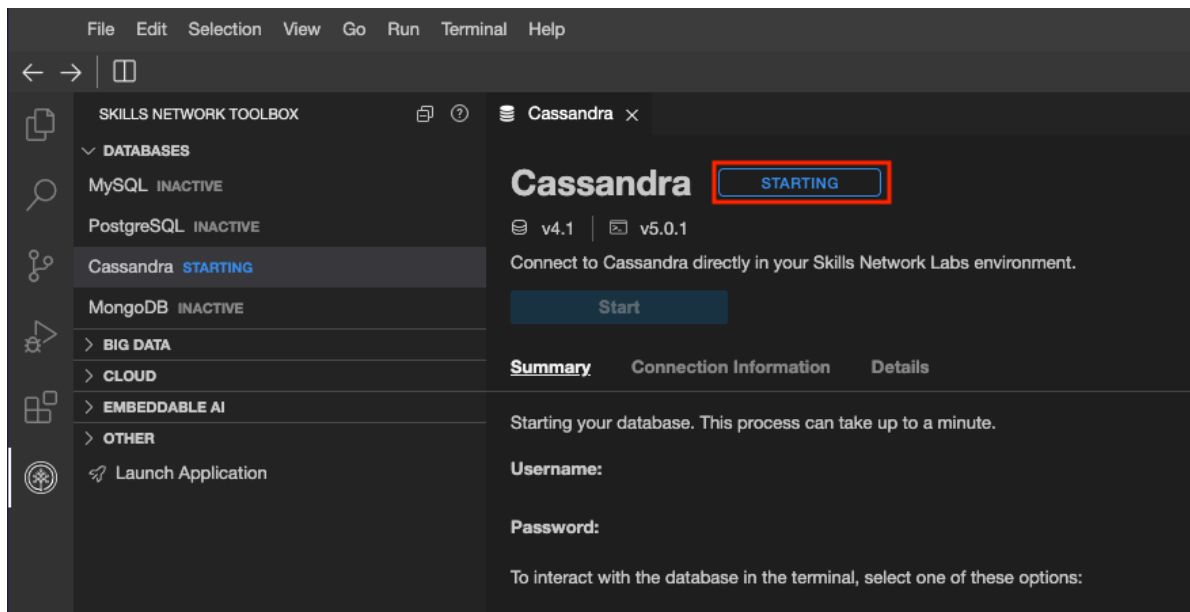 File Edit Selection View Go Run Terminal Help
SKILLS NETWORK TOOLBOX
DATABASES
MySQL INACTIVE
PostgreSQL INACTIVE
Cassandra STARTING
MongoDB INACTIVE
BIG DATA
CLOUD
EMBEDDABLE AI
OTHER
Launch Application
Cassandra
Cassandra STARTING
v4.1 v5.0.1
Connect to Cassandra directly in your Skills Network Labs environment.
Start
Summary Connection Information Details
Starting your database. This process can take up to a minute.
Username:
Password:
To interact with the database in the terminal, select one of these options: